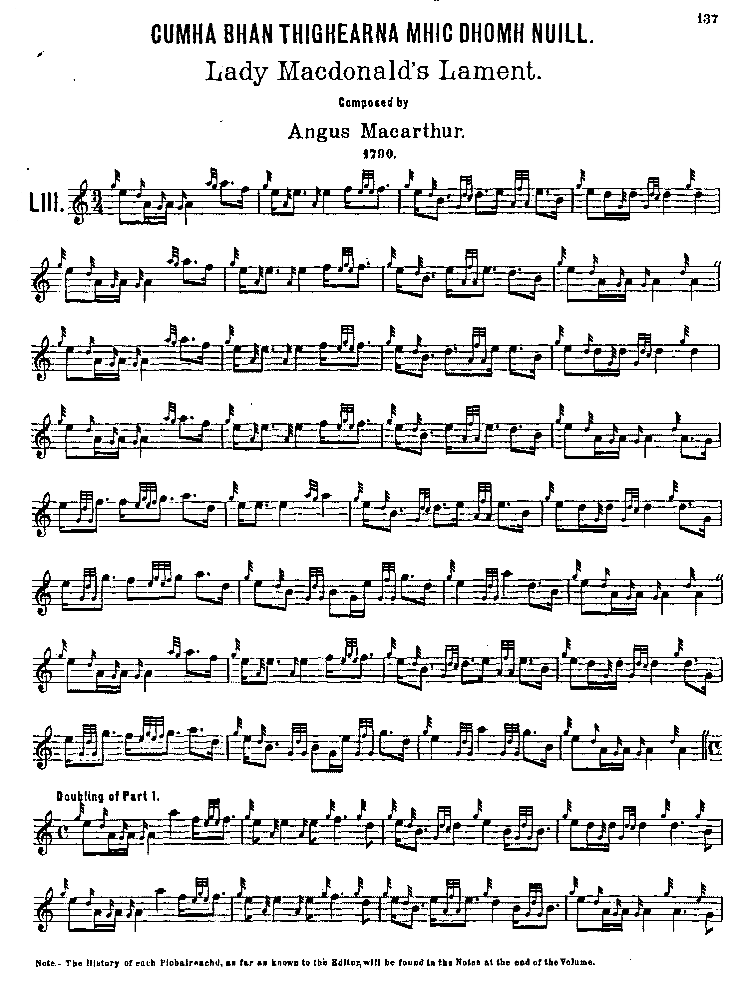 137
CUMHA BHAN THIGHEARNA MHIC DHOMH NUILL.
Lady Macdonald's Lament.
Composed by
Angus Macarthur.
1790.
LIII.
3
4
Doubling of Part 1.
Note.- The History of each Piobaireachd, as far as known to the Editor, will be found in the Notes at the end of the Volume.